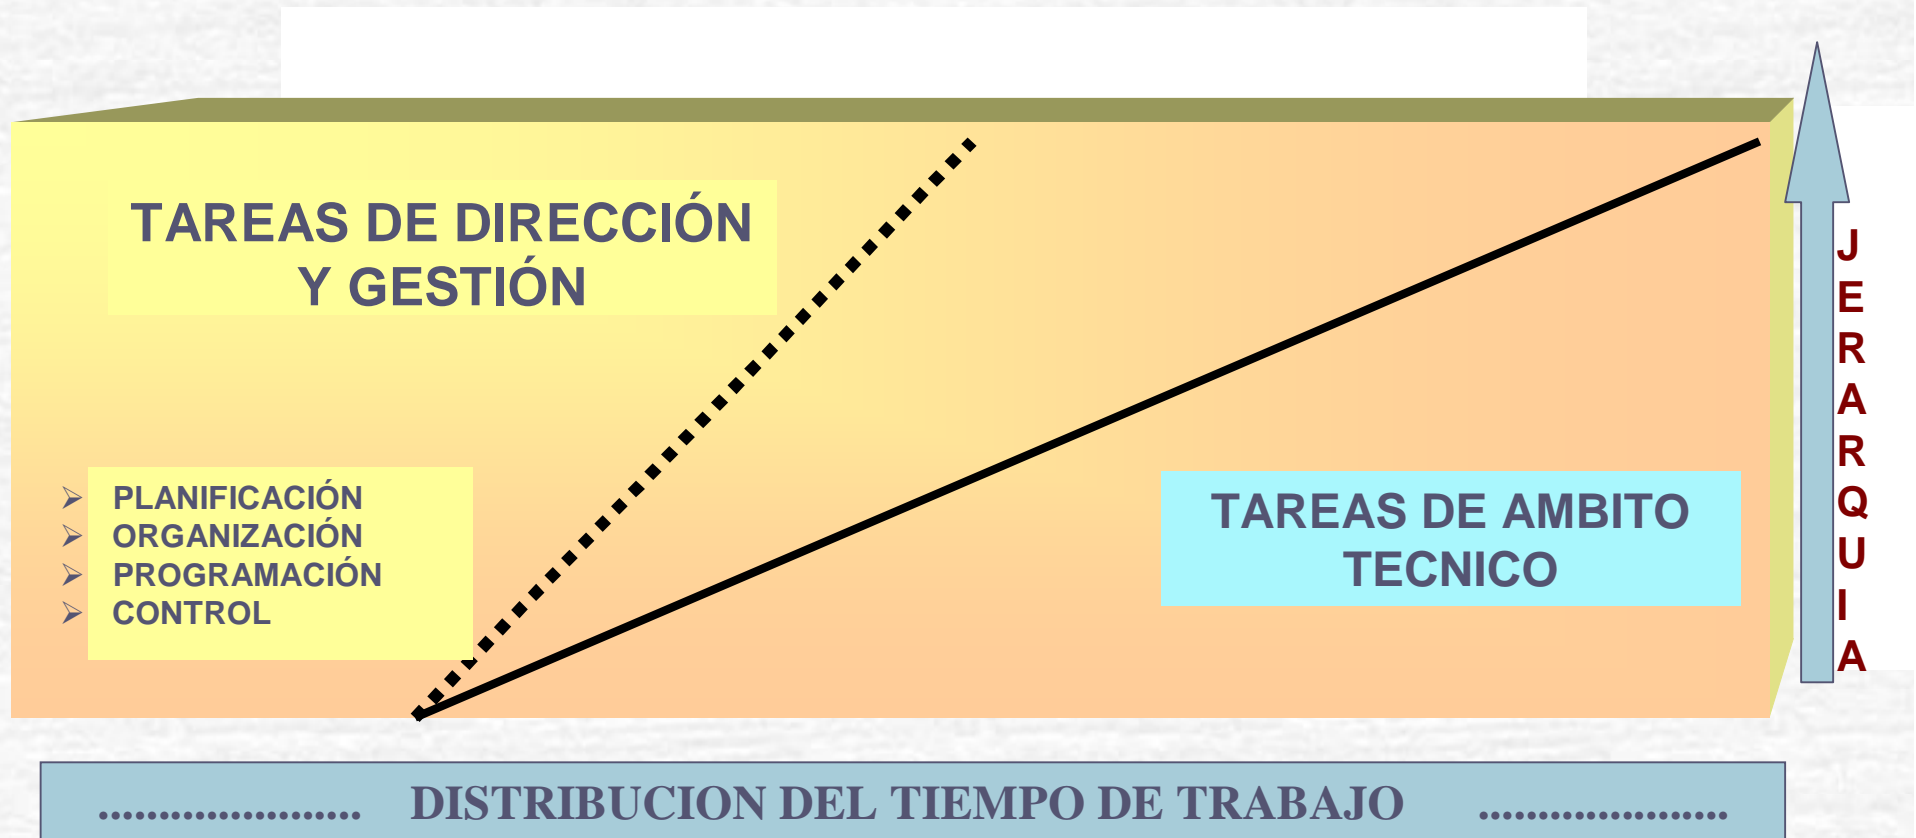 TAREAS DE DIRECCIÓN
Y GESTIÓN
➢ PLANIFICACIÓN
➢ ORGANIZACIÓN
➢ PROGRAMACIÓN
➢ CONTROL
TAREAS DE AMBITO
TECNICO
J
E
R
A
R
Q
U
I
A
...................... DISTRIBUCION DEL TIEMPO DE TRABAJO .....................